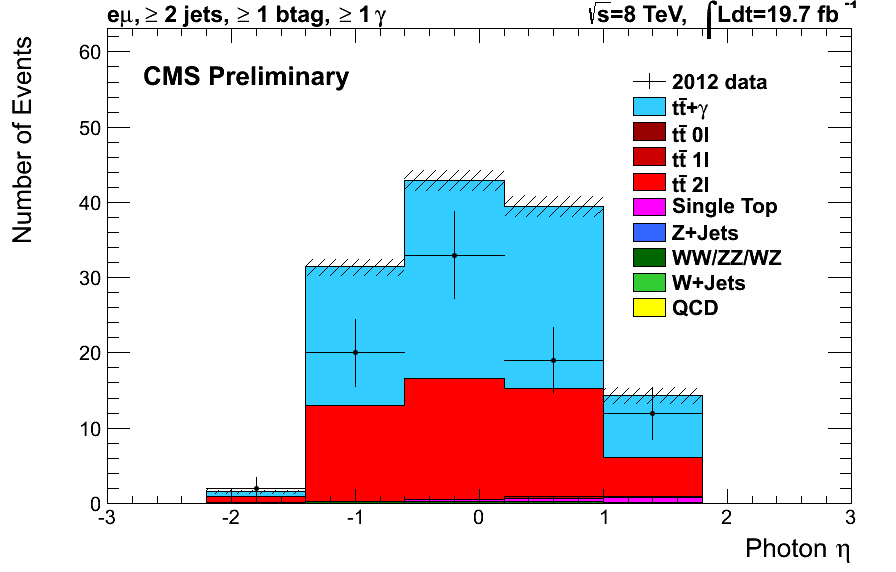 eμ, ≥ 2 jets, ≥ 1 btag, ≥ 1 γ
√s=8 TeV, ∫Ldt=19.7 fb⁻¹
CMS Preliminary
Number of Events
60
50
40
30
20
10
0
2012 data
tt̄+γ
tt̄ 0l
tt̄ 1l
tt̄ 2l
Single Top
Z+Jets
WW/ZZ/WZ
W+Jets
QCD
-3 -2 -1 0 1 2 3
Photon η